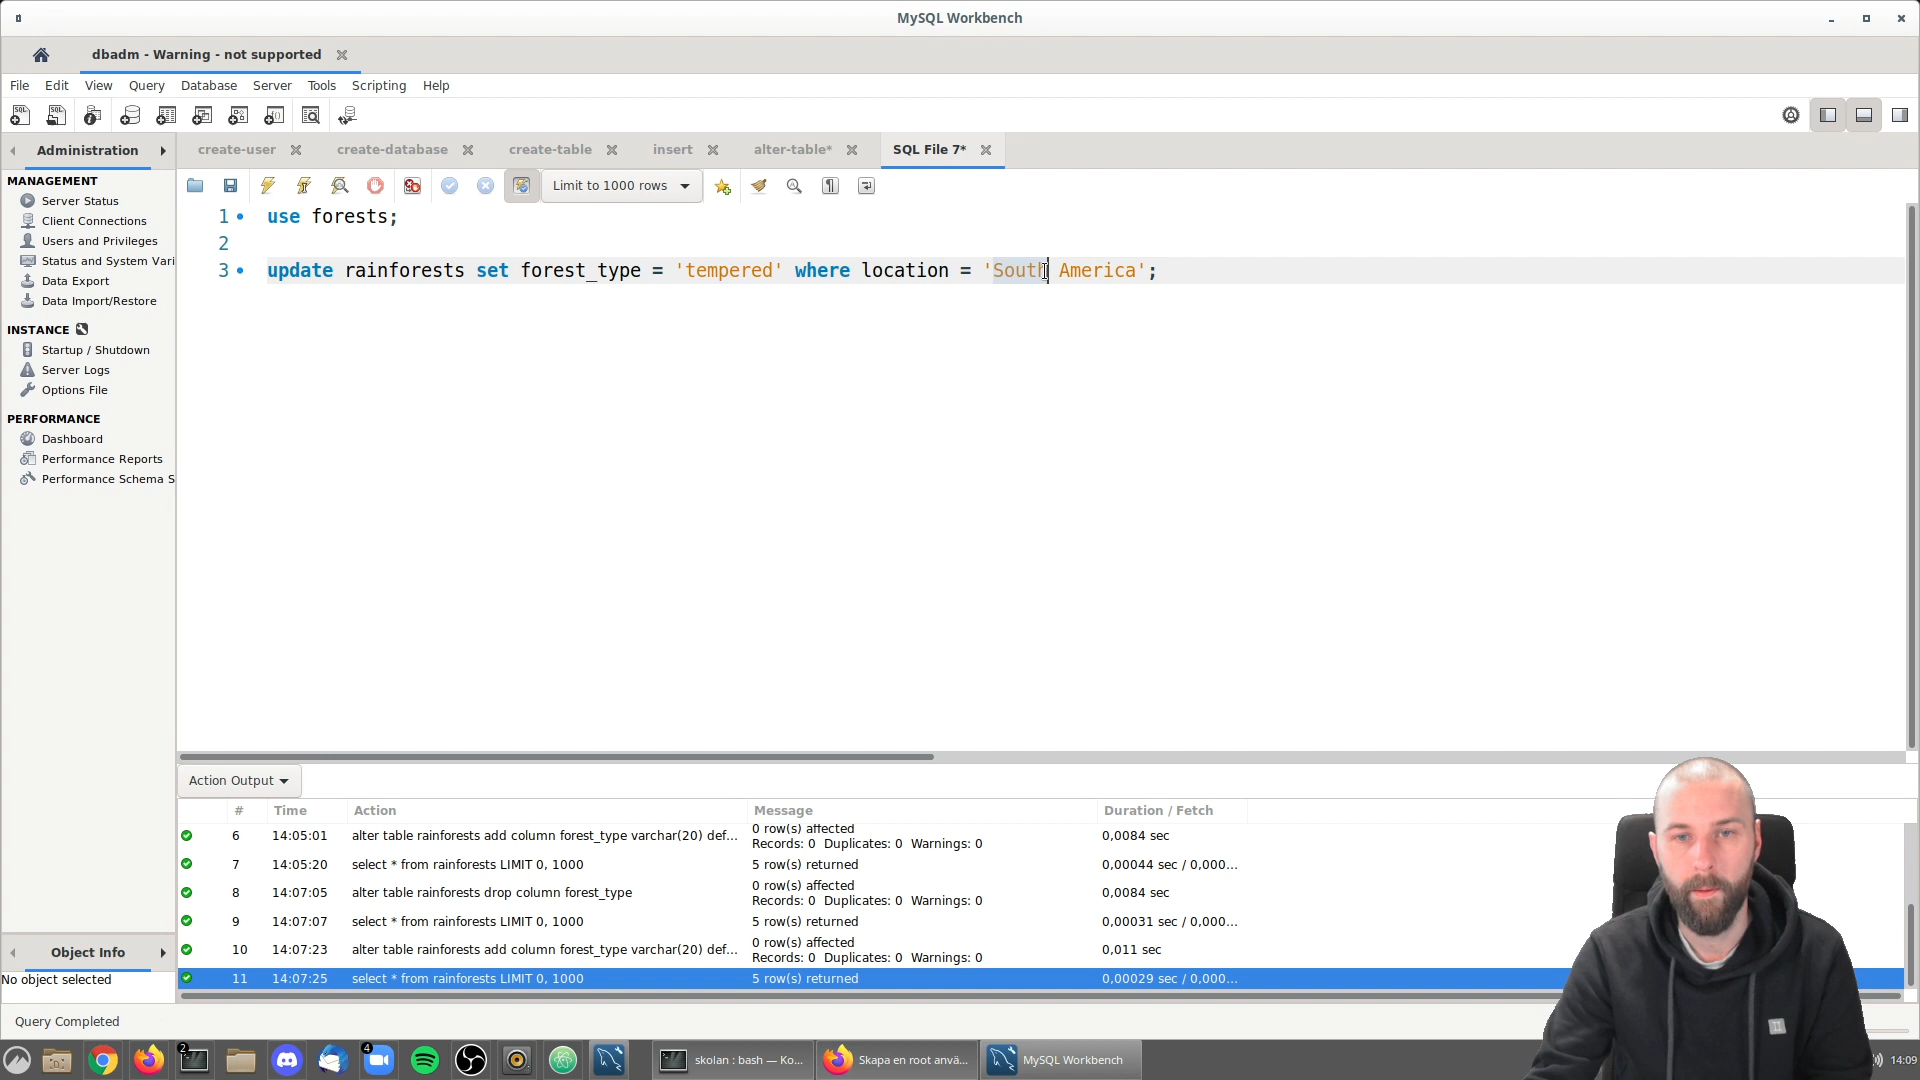 MySQL Workbench
dbadm - Warning - not supported
File Edit View Query Database Server Tools Scripting Help
Administration
create-user
create-database
create-table
insert
alter-table*
SQL File 7*
MANAGEMENT
Server Status
Client Connections
Users and Privileges
Status and System Vari
Data Export
Data Import/Restore
INSTANCE
Startup / Shutdown
Server Logs
Options File
PERFORMANCE
Dashboard
Performance Reports
Performance Schema S
Limit to 1000 rows
1 use forests;
2
3 update rainforests set forest_type = 'tempered' where location = 'South America';
Action Output
# Time Action Message Duration / Fetch
6 14:05:01 alter table rainforests add column forest_type varchar(20) def... 0 row(s) affected 0,0084 sec
Records: 0 Duplicates: 0 Warnings: 0
7 14:05:20 select * from rainforests LIMIT 0, 1000 5 row(s) returned 0,00044 sec / 0,000...
8 14:07:05 alter table rainforests drop column forest_type 0 row(s) affected 0,0084 sec
Records: 0 Duplicates: 0 Warnings: 0
9 14:07:07 select * from rainforests LIMIT 0, 1000 5 row(s) returned 0,00031 sec / 0,000...
10 14:07:23 alter table rainforests add column forest_type varchar(20) def... 0 row(s) affected 0,011 sec
Records: 0 Duplicates: 0 Warnings: 0
11 14:07:25 select * from rainforests LIMIT 0, 1000 5 row(s) returned 0,00029 sec / 0,000...
Object Info
No object selected
Query Completed
2
4
skolan : bash — Ko...
Skapa en root anvä...
MySQL Workbench
14:09